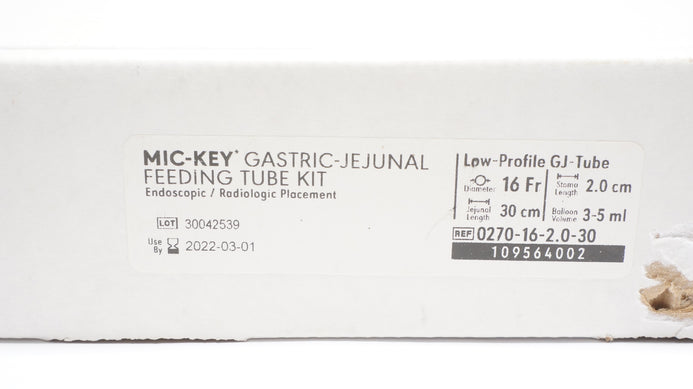 MIC-KEY* GASTRIC-JEJUNAL
FEEDING TUBE KIT
Endoscopic / Radiologic Placement
LOT 30042539
Use By 2022-03-01
Low-Profile GJ-Tube
Diameter 16 Fr
Stoma Length 2.0 cm
Jejunal Length 30 cm
Balloon Volume 3-5 ml
REF 0270-16-2.0-30
109564002